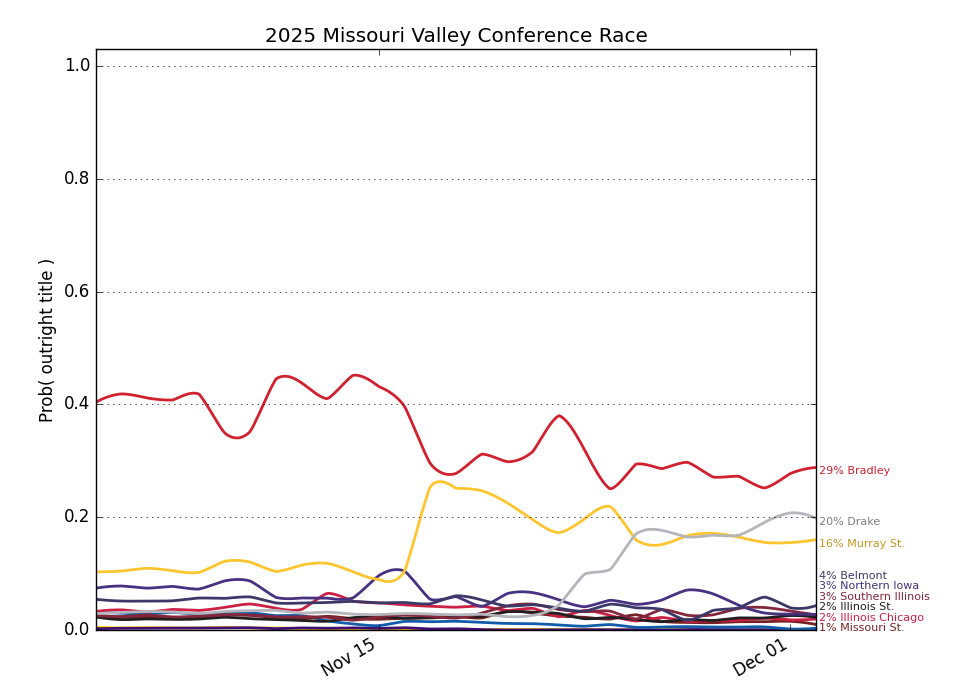 2025 Missouri Valley Conference Race
1.0
0.8
0.6
0.4
0.2
0.0
Prob( outright title )
Nov 15
Dec 01
29% Bradley
20% Drake
16% Murray St.
4% Belmont
3% Northern Iowa
3% Southern Illinois
2% Illinois St.
2% Illinois Chicago
1% Missouri St.